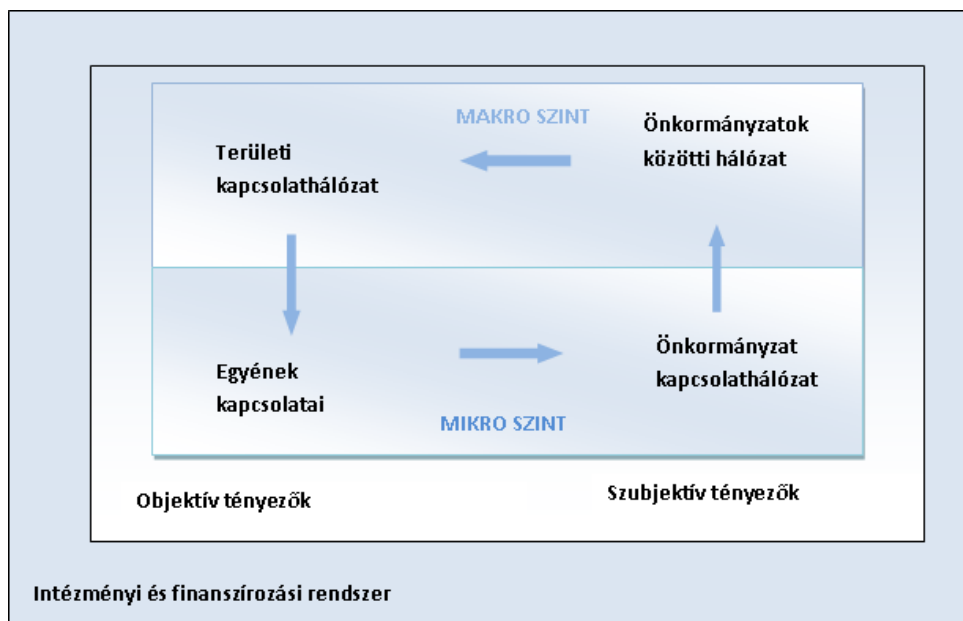 MAKRO SZINT
Önkormányzatok
közötti hálózat
Területi
kapcsolathálózat
Önkormányzat
kapcsolathálózat
Egyének
kapcsolatai
MIKRO SZINT
Objektív tényezők
Szubjektív tényezők
Intézményi és finanszírozási rendszer